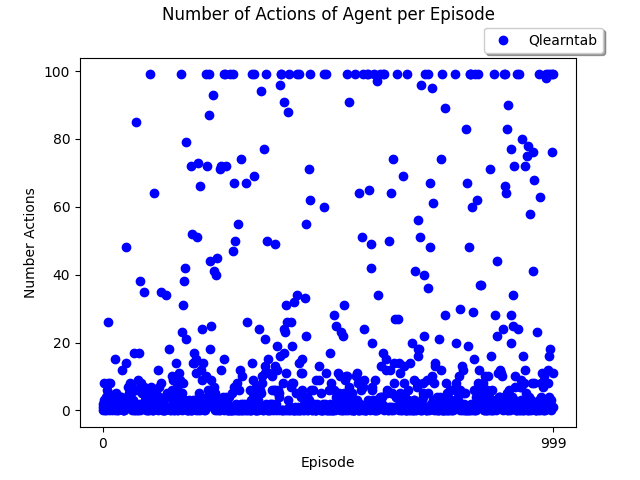 Number of Actions of Agent per Episode
Qlearntab
100
80
60
40
20
0
Number Actions
0
999
Episode